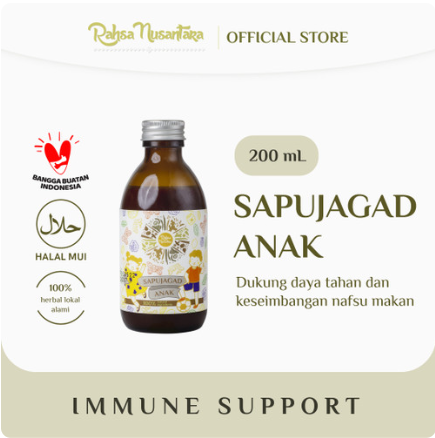 Rahsa Nusantara
OFFICIAL STORE
200 mL
BANGGA BUATAN
INDONESIA
SAPUJAGAD
ANAK
حلال
HALAL MUI
Dukung daya tahan dan
keseimbangan nafsu makan
100%
herbal lokal
alami
SAPUJAGAD
ANAK
IMMUNE SUPPORT